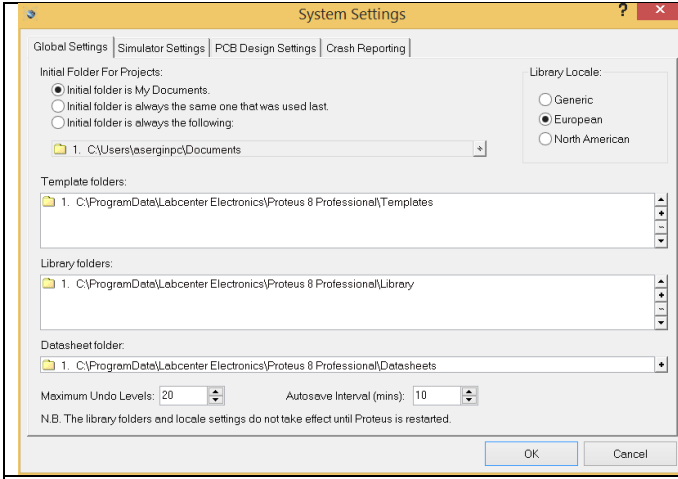 System Settings
?
Global Settings
Simulator Settings
PCB Design Settings
Crash Reporting
Initial Folder For Projects:
Initial folder is My Documents.
Initial folder is always the same one that was used last.
Initial folder is always the following:
1. C:\Users\aserginpc\Documents
Library Locale:
Generic
European
North American
Template folders:
1. C:\ProgramData\Labcenter Electronics\Proteus 8 Professional\Templates
Library folders:
1. C:\ProgramData\Labcenter Electronics\Proteus 8 Professional\Library
Datasheet folder:
1. C:\ProgramData\Labcenter Electronics\Proteus 8 Professional\Datasheets
Maximum Undo Levels: 20
Autosave Interval (mins): 10
N.B. The library folders and locale settings do not take effect until Proteus is restarted.
OK
Cancel